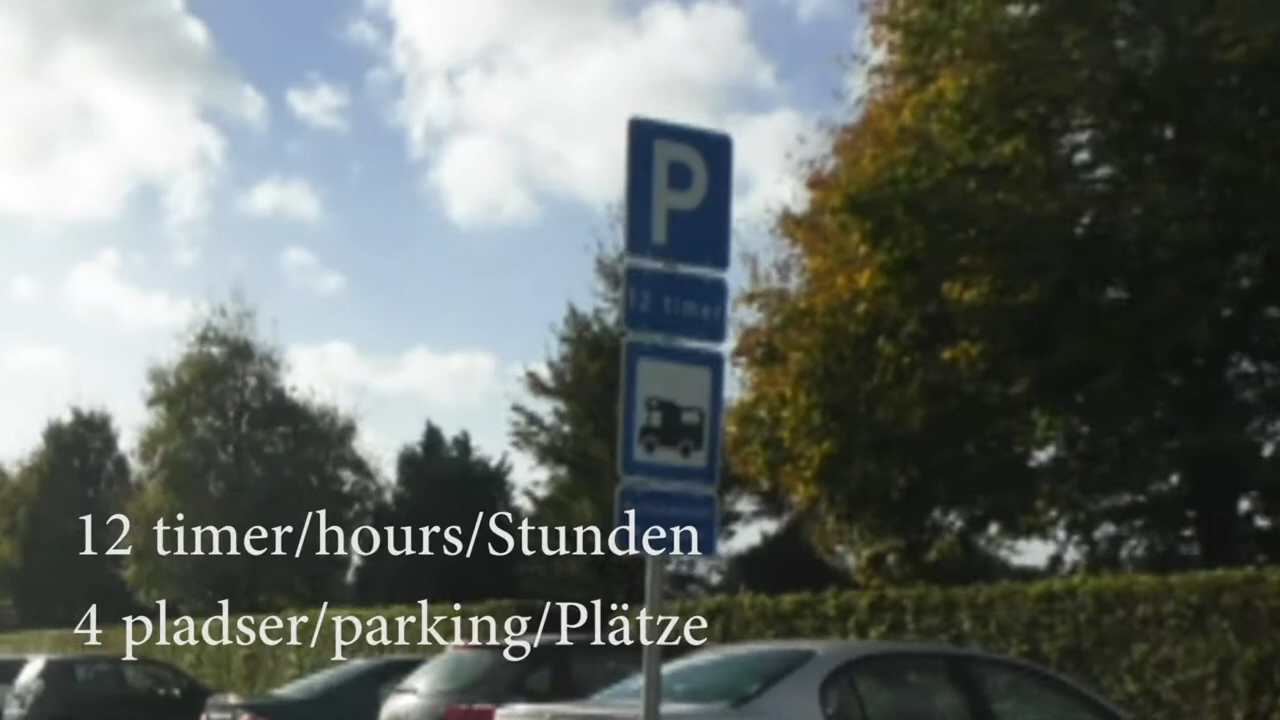 P
12 timer
12 timer/hours/Stunden
4 pladser/parking/Plätze